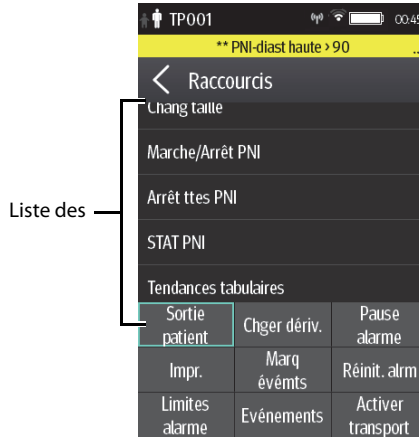 TP001 00:45
** PNI-diast haute > 90 ..
Raccourcis
Chang taille
Marche/Arrêt PNI
Arrêt ttes PNI
Liste des
STAT PNI
Tendances tabulaires
Sortie patient
Chger dériv.
Pause alarme
Impr.
Marq évémts
Réinit. alrm
Limites alarme
Evénements
Activer transport